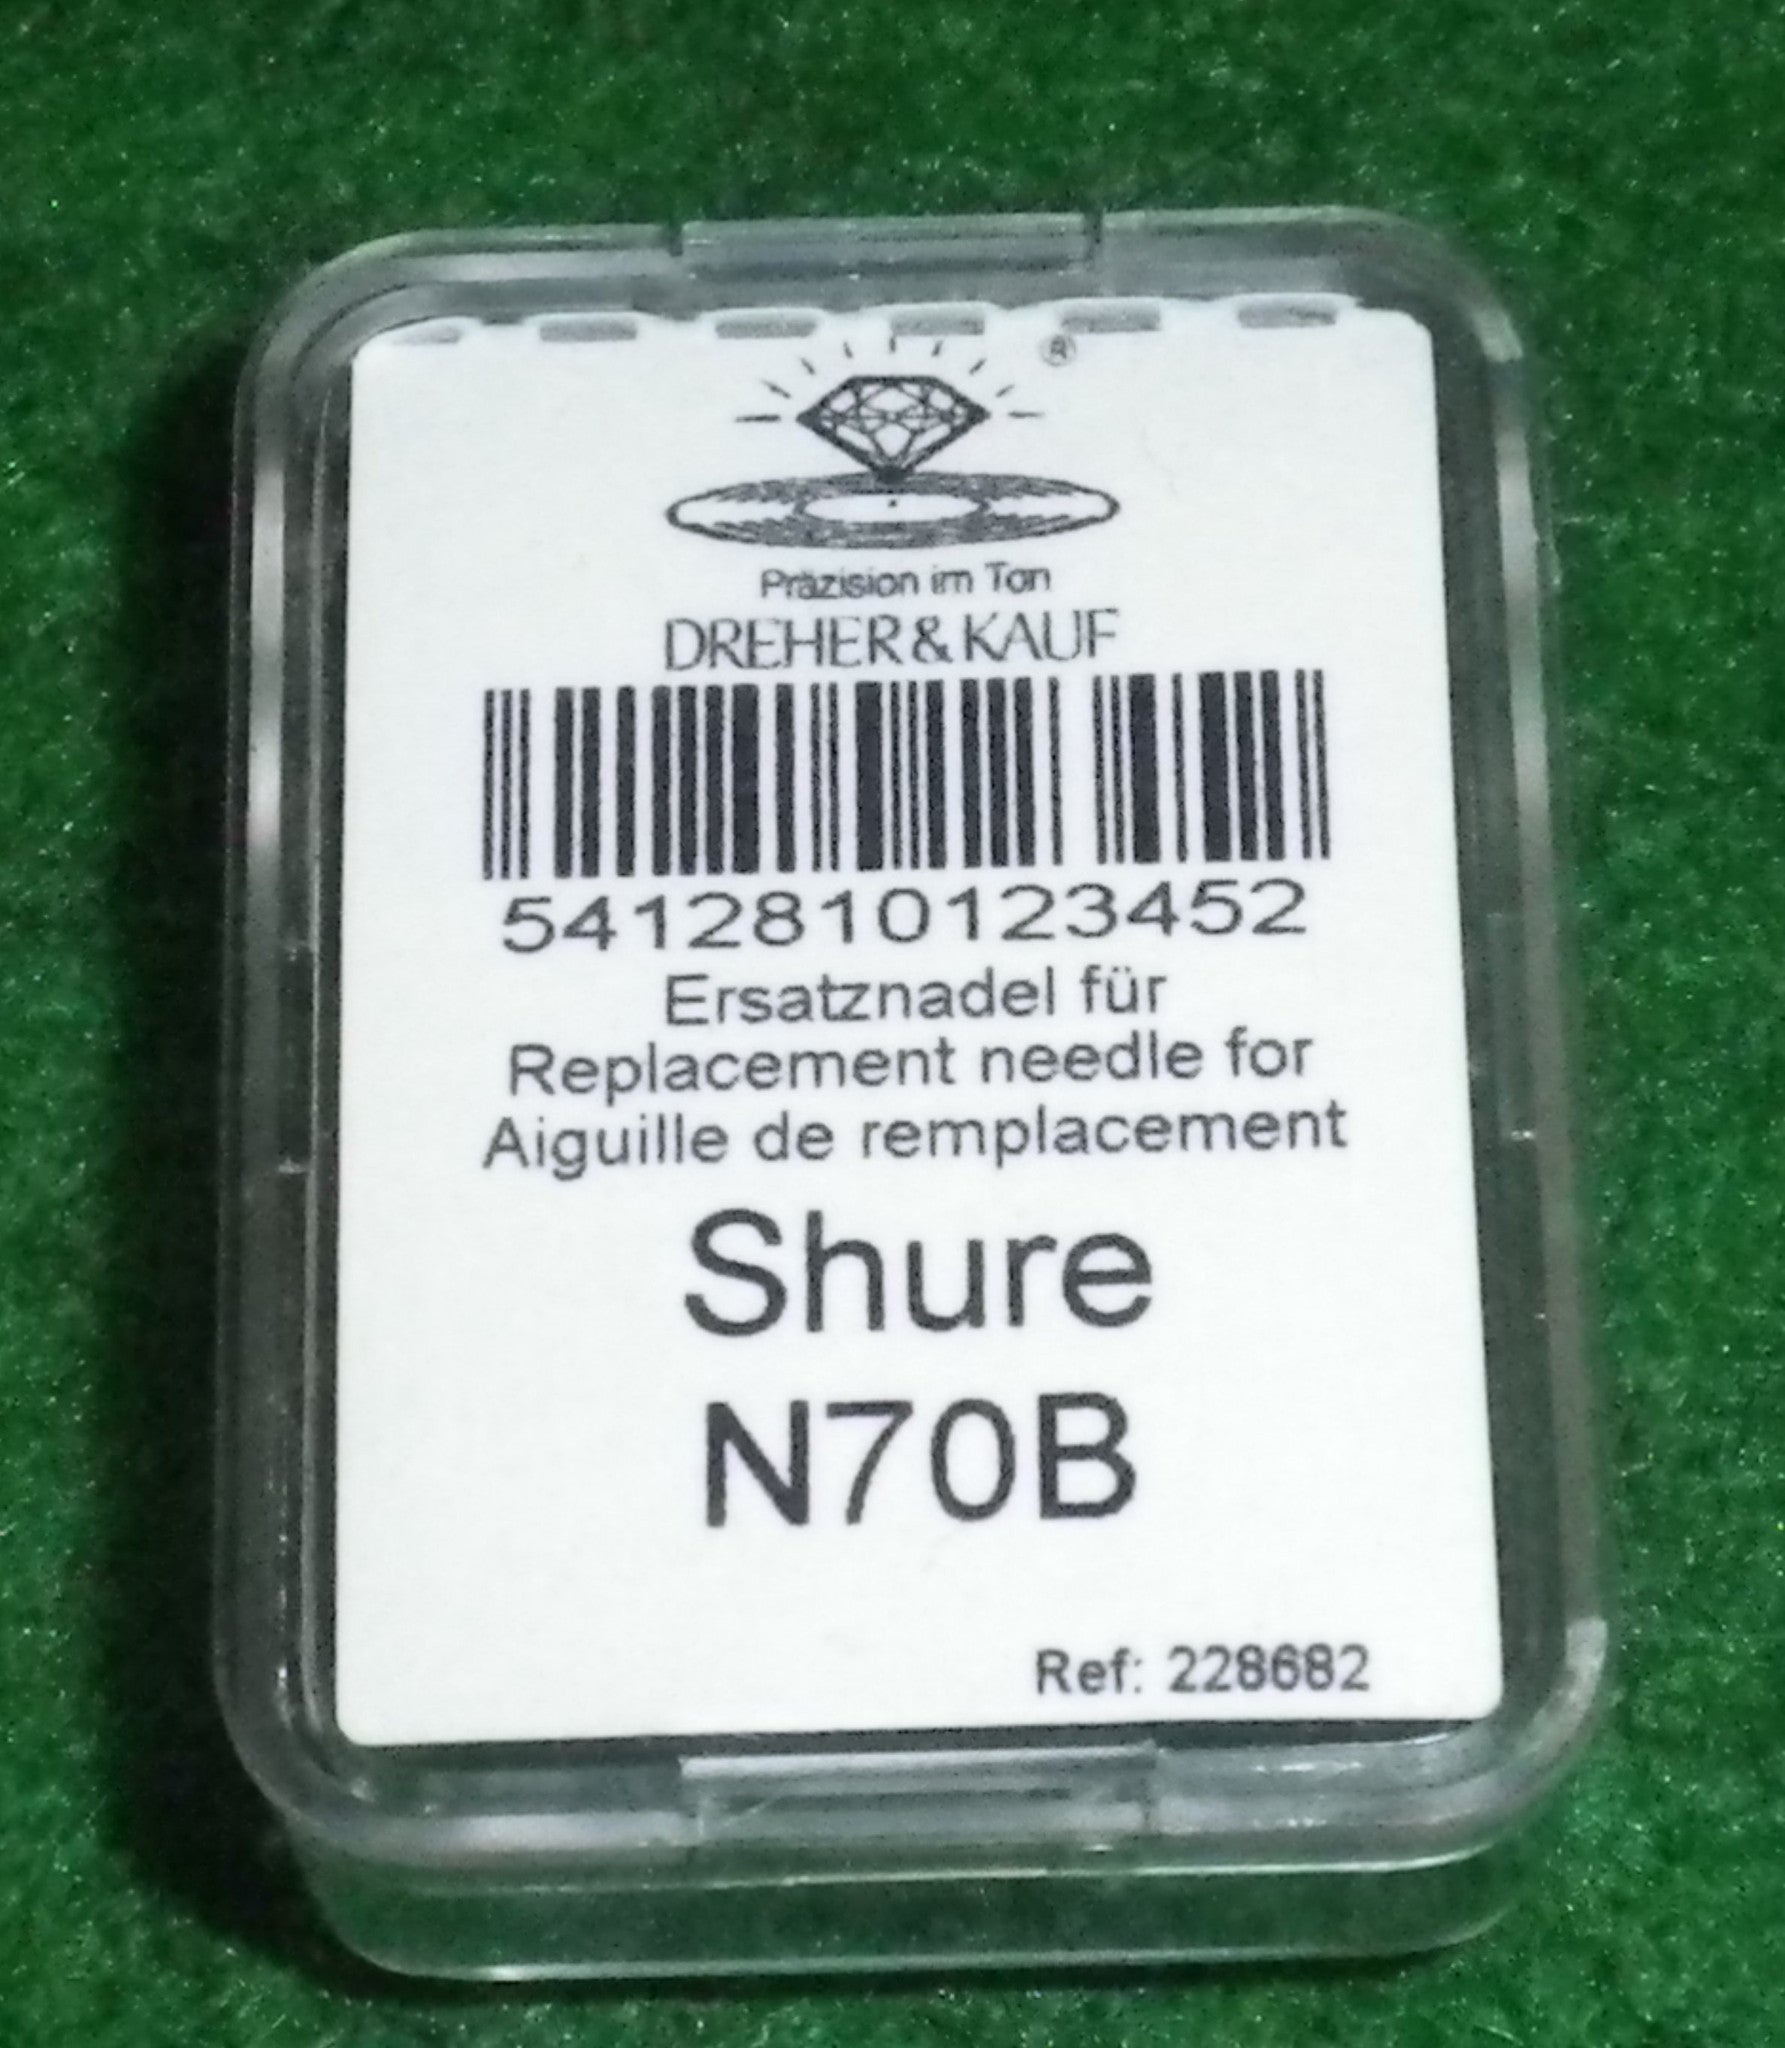 ®
Präzision im Ton
DREHER & KAUF
5412810123452
Ersatznadel für
Replacement needle for
Aiguille de remplacement
Shure
N70B
Ref: 228682